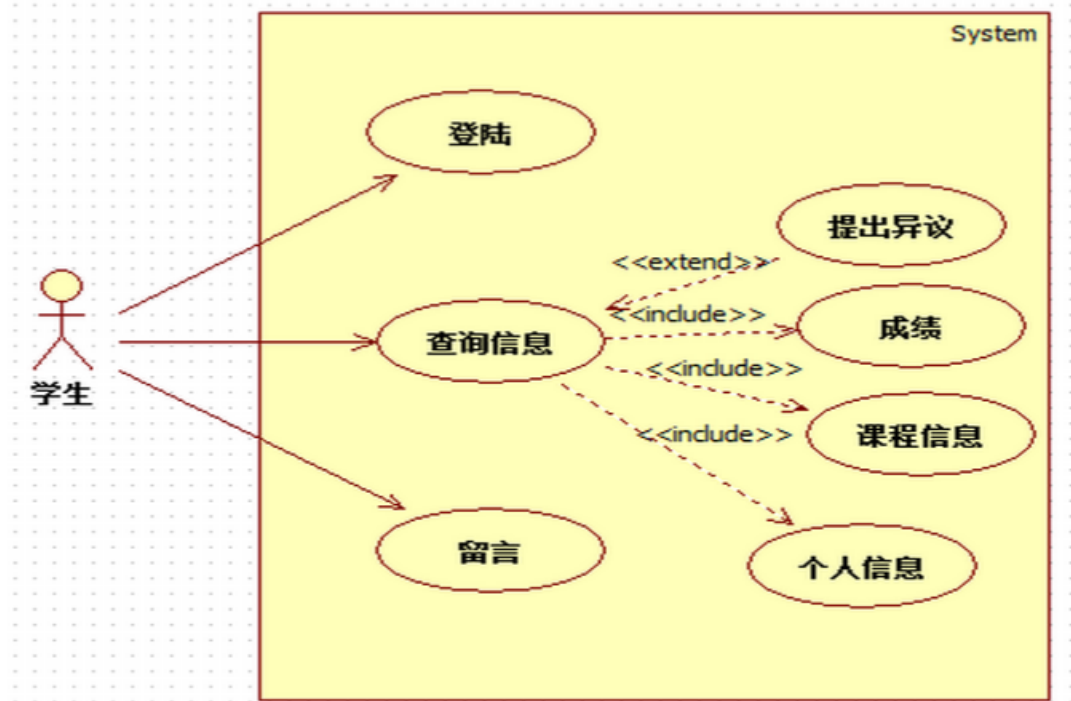 System
登陆
提出异议
<<extend>>
<<include>>
成绩
查询信息
<<include>>
学生
课程信息
<<include>>
留言
个人信息